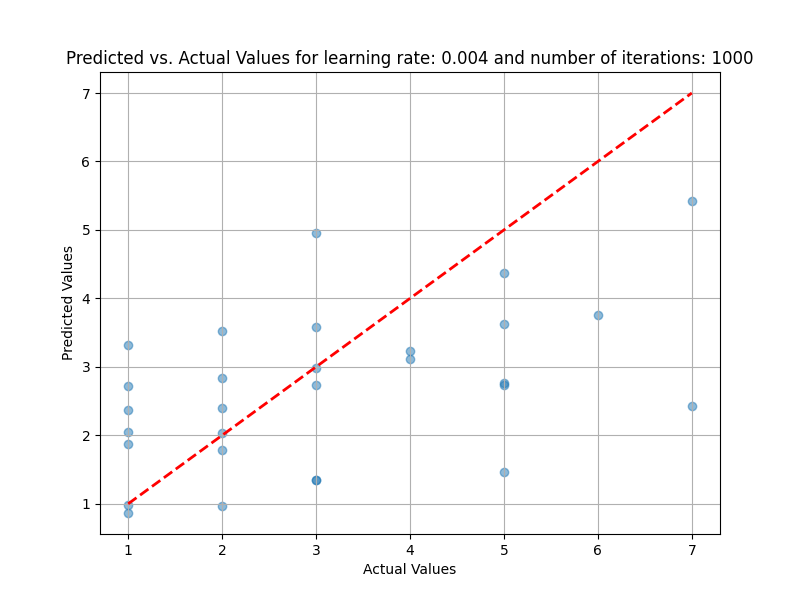 Predicted vs. Actual Values for learning rate: 0.004 and number of iterations: 1000
7
6
5
4
3
2
1
Predicted Values
1 2 3 4 5 6 7
Actual Values